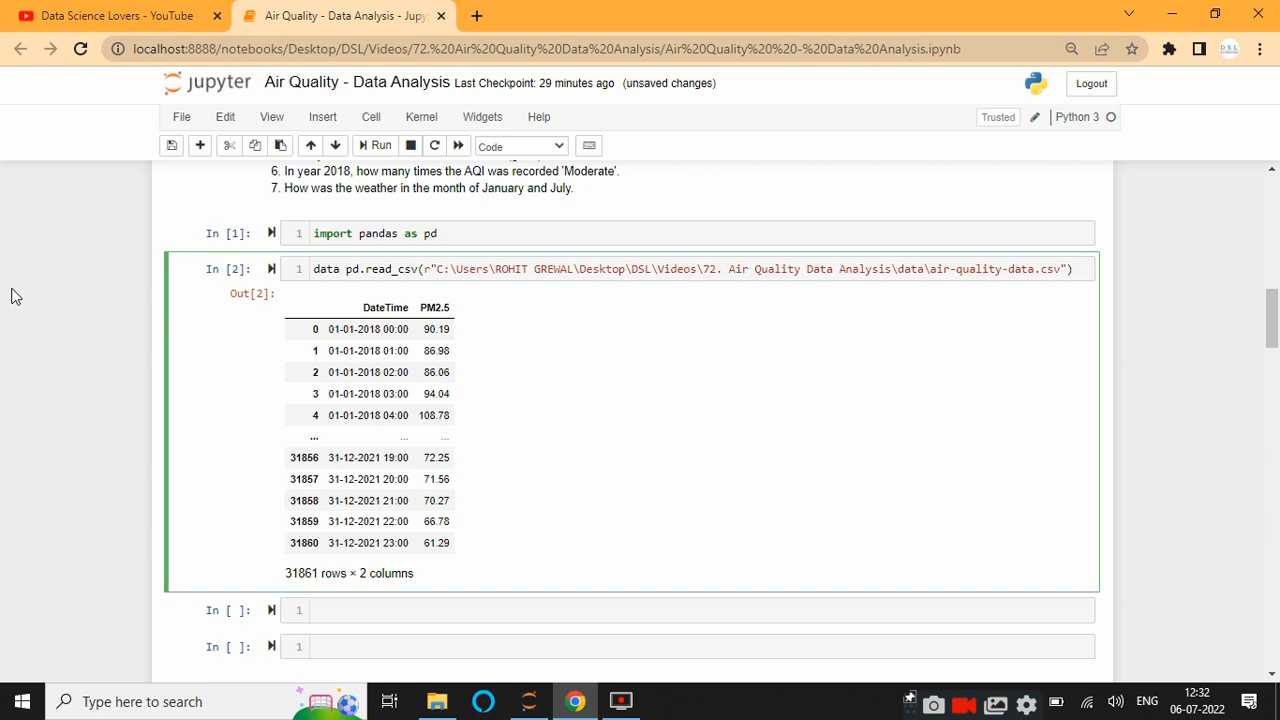 Data Science Lovers - YouTube
Air Quality - Data Analysis - Jupy
localhost:8888/notebooks/Desktop/DSL/Videos/72.%20Air%20Quality%20Data%20Analysis/Air%20Quality%20%20-%20Data%20Analysis.ipynb
jupyter Air Quality - Data Analysis Last Checkpoint: 29 minutes ago (unsaved changes)
Logout
File Edit View Insert Cell Kernel Widgets Help
Trusted Python 3
Run Code
6. In year 2018, how many times the AQI was recorded 'Moderate'.
7. How was the weather in the month of January and July.
In [1]: 1 import pandas as pd
In [2]: 1 data pd.read_csv(r"C:\Users\ROHIT GREWAL\Desktop\DSL\Videos\72. Air Quality Data Analysis\data\air-quality-data.csv")
Out[2]:
DateTime PM2.5
0 01-01-2018 00:00 90.19
1 01-01-2018 01:00 86.98
2 01-01-2018 02:00 86.06
3 01-01-2018 03:00 94.04
4 01-01-2018 04:00 108.78
... ... ...
31856 31-12-2021 19:00 72.25
31857 31-12-2021 20:00 71.56
31858 31-12-2021 21:00 70.27
31859 31-12-2021 22:00 66.78
31860 31-12-2021 23:00 61.29
31861 rows × 2 columns
In [ ]: 1
In [ ]: 1
Type here to search
ENG
12:32
06-07-2022